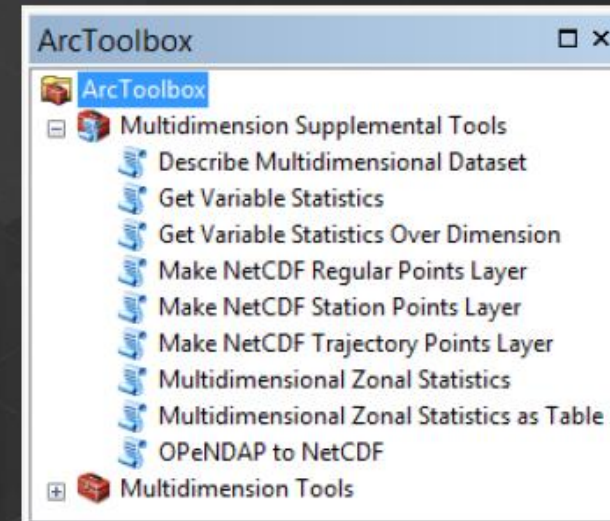 ArcToolbox
ArcToolbox
Multidimension Supplemental Tools
Describe Multidimensional Dataset
Get Variable Statistics
Get Variable Statistics Over Dimension
Make NetCDF Regular Points Layer
Make NetCDF Station Points Layer
Make NetCDF Trajectory Points Layer
Multidimensional Zonal Statistics
Multidimensional Zonal Statistics as Table
OPeNDAP to NetCDF
Multidimension Tools